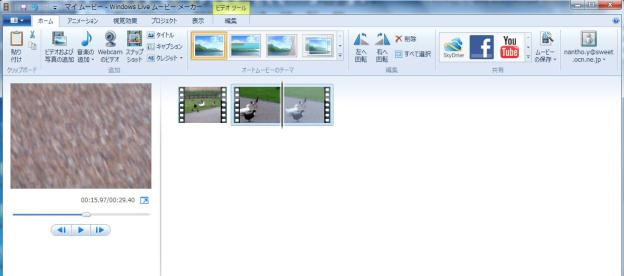 マイ ムービー - Windows Live ムービー メーカー
ビデオ ツール
ホーム アニメーション 視覚効果 プロジェクト 表示 編集
貼り付け
ビデオおよび写真の追加
音楽の追加
Webcam のビデオ
スナップショット
タイトル
キャプション
クレジット
左へ回転
右へ回転
削除
すべて選択
SkyDrive
f
You Tube
ムービーの保存
nantho.y@sweet.ocn.ne.jp
クリップボード 追加 オートムービーのテーマ 編集 共有
00:15.97/00:29.40